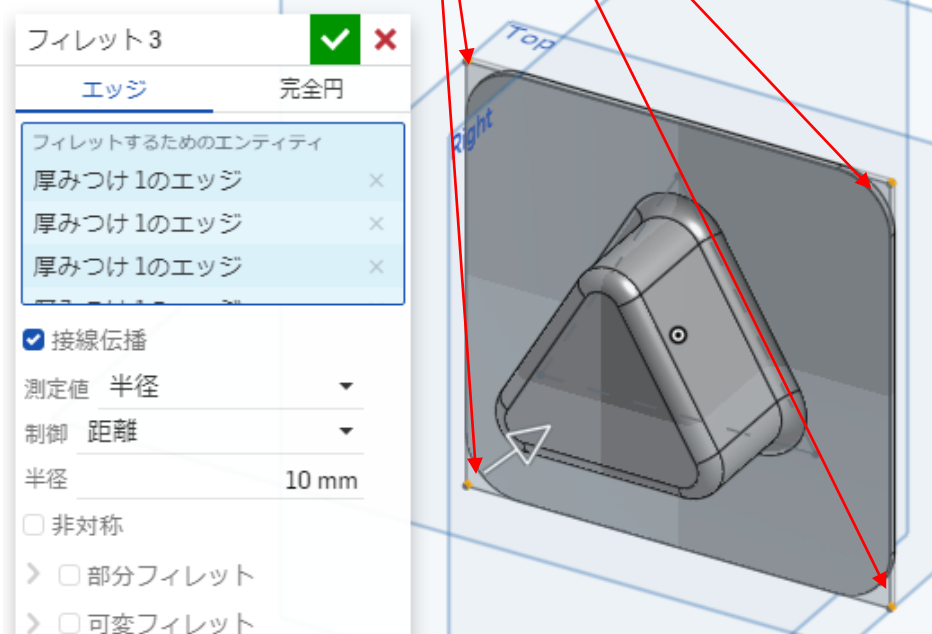 フィレット 3
エッジ
完全円
フィレットするためのエンティティ
厚みつけ 1のエッジ
厚みつけ 1のエッジ
厚みつけ 1のエッジ
接線伝播
測定値 半径
制御 距離
半径 10 mm
非対称
部分フィレット
可変フィレット
Top
Right